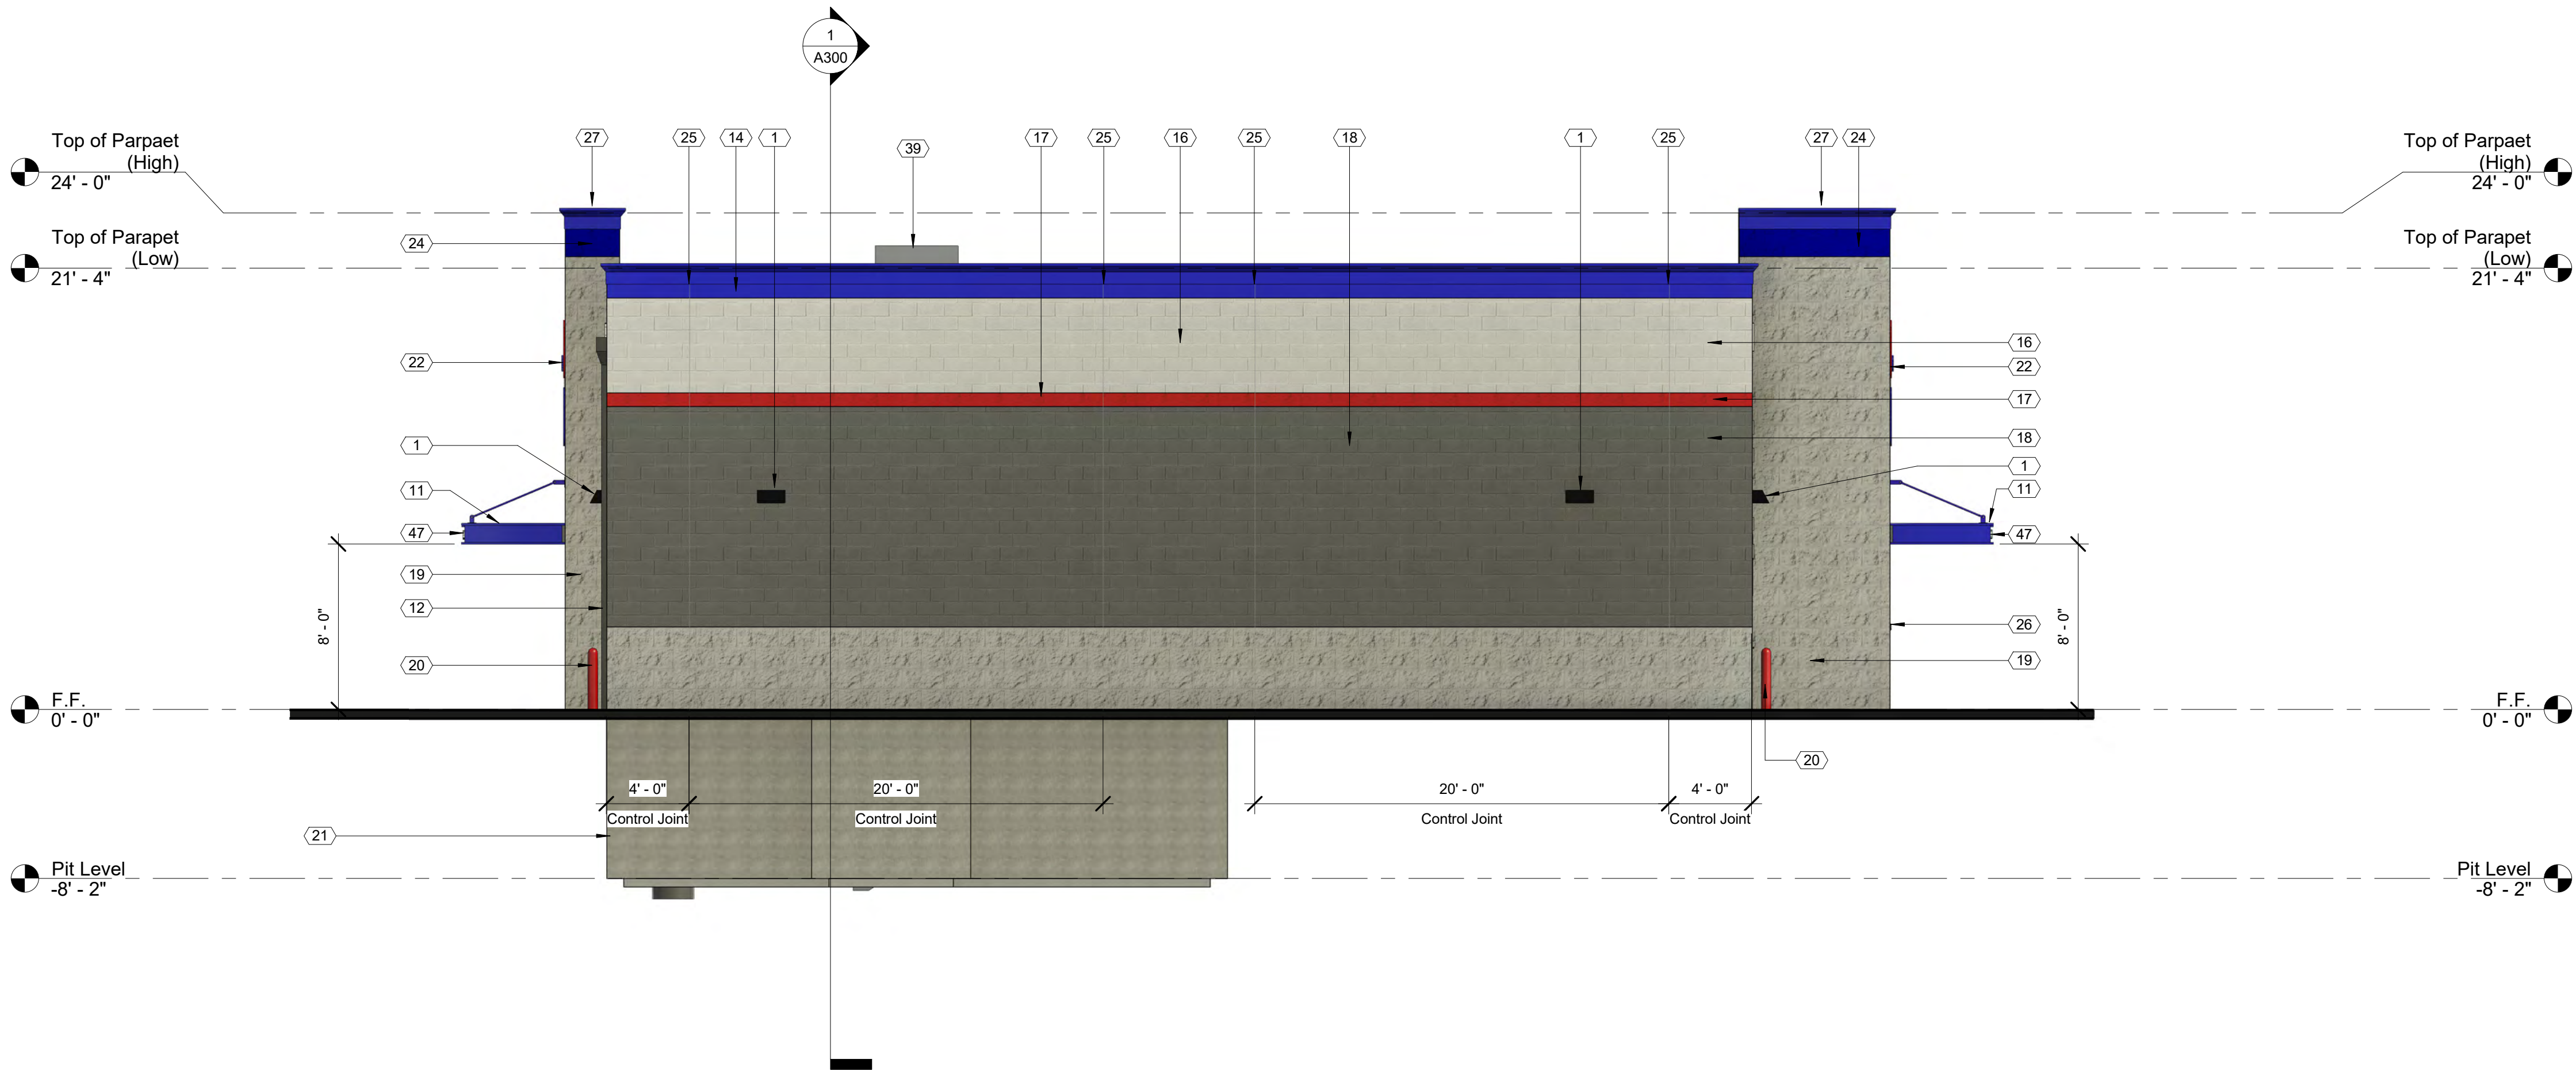 1
A300
Top of Parpaet
(High)
24' - 0"
27
25
14
1
39
17
25
16
25
18
1
25
27
24
Top of Parpaet
(High)
24' - 0"
Top of Parapet
(Low)
21' - 4"
24
Top of Parapet
(Low)
21' - 4"
22
1
11
47
19
12
20
8' - 0"
16
22
17
18
1
11
47
26
19
8' - 0"
F.F.
0' - 0"
F.F.
0' - 0"
20
4' - 0"
20' - 0"
20' - 0"
4' - 0"
Control Joint
Control Joint
Control Joint
Control Joint
21
Pit Level
-8' - 2"
Pit Level
-8' - 2"